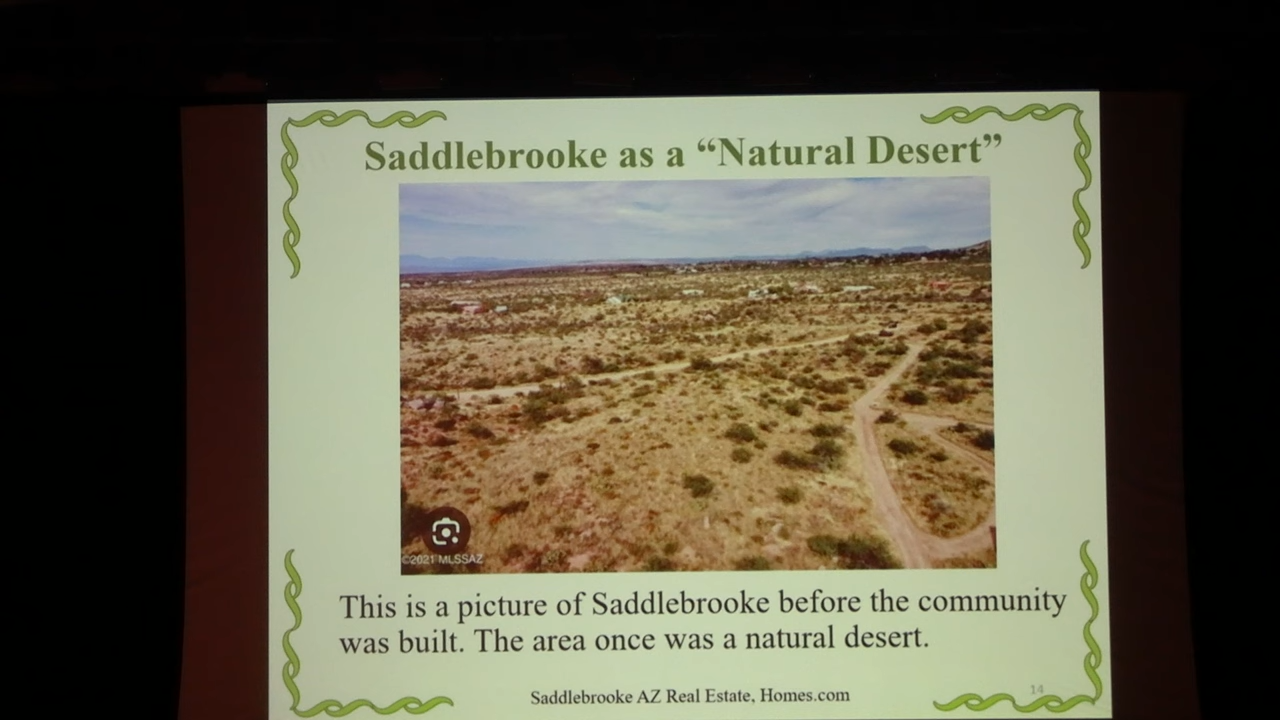 Saddlebrooke as a “Natural Desert”
©2021 MLSSAZ
This is a picture of Saddlebrooke before the community
was built. The area once was a natural desert.
Saddlebrooke AZ Real Estate, Homes.com
14